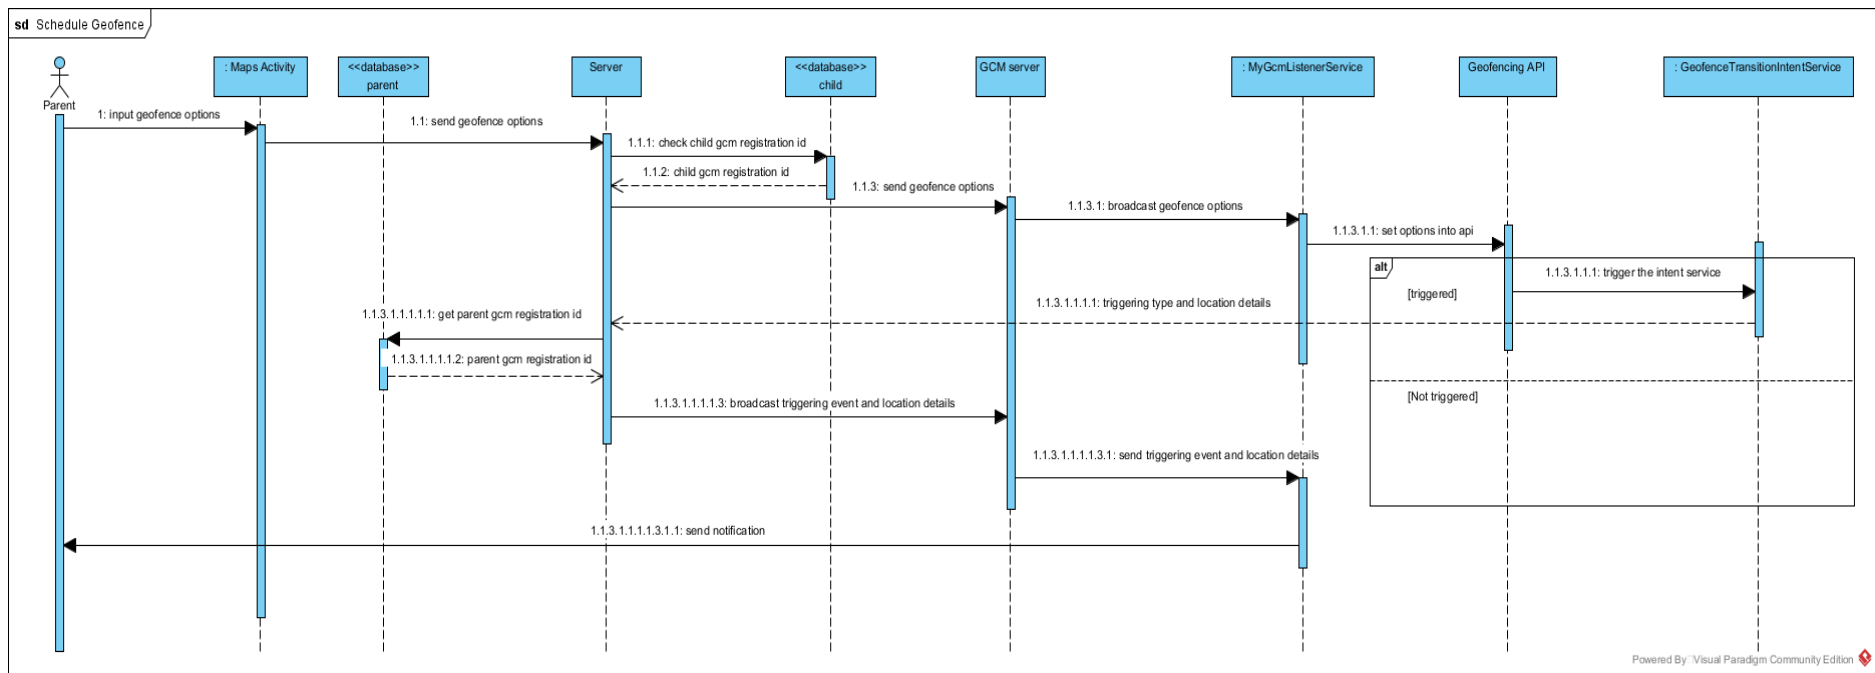 sd Schedule Geofence
Parent
: Maps Activity
<<database>>
parent
Server
<<database>>
child
GCM server
: MyGcmListenerService
Geofencing API
: GeofenceTransitionIntentService
1: input geofence options
1.1: send geofence options
1.1.1: check child gcm registration id
1.1.2: child gcm registration id
1.1.3: send geofence options
1.1.3.1: broadcast geofence options
1.1.3.1.1: set options into api
alt
[triggered]
1.1.3.1.1.1: trigger the intent service
1.1.3.1.1.1.1: triggering type and location details
1.1.3.1.1.1.1.1: get parent gcm registration id
1.1.3.1.1.1.1.2: parent gcm registration id
[Not triggered]
1.1.3.1.1.1.1.3: broadcast triggering event and location details
1.1.3.1.1.1.1.3.1: send triggering event and location details
1.1.3.1.1.1.1.3.1.1: send notification
Powered By Visual Paradigm Community Edition